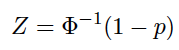 Z = Φ⁻¹(1 − p)